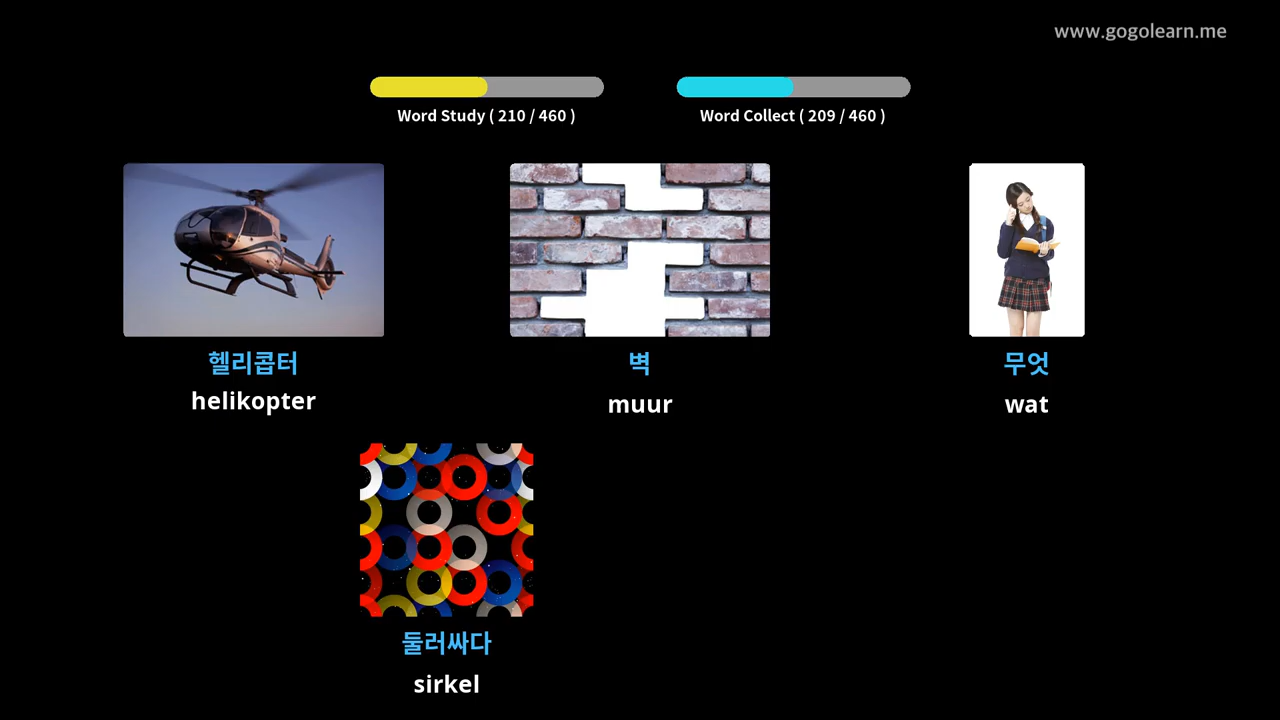 www.gogolearn.me
Word Study ( 210 / 460 )
Word Collect ( 209 / 460 )
헬리콥터
helikopter
벽
muur
무엇
wat
둘러싸다
sirkel